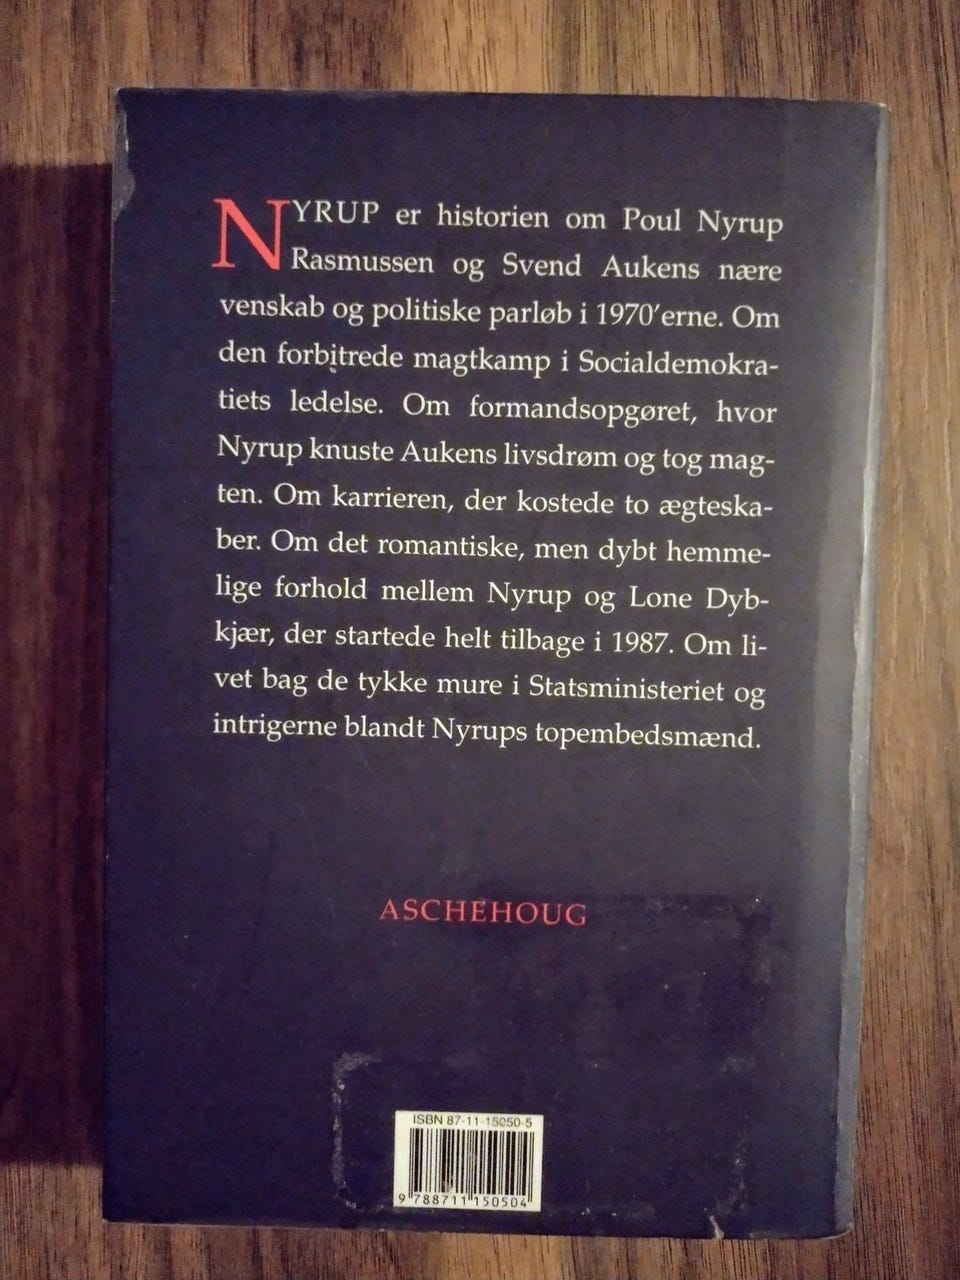 NYRUP er historien om Poul Nyrup
Rasmussen og Svend Aukens nære
venskab og politiske parløb i 1970'erne. Om
den forbitrede magtkamp i Socialdemokra-
tiets ledelse. Om formandsopgøret, hvor
Nyrup knuste Aukens livsdrøm og tog mag-
ten. Om karrieren, der kostede to ægteska-
ber. Om det romantiske, men dybt hemme-
lige forhold mellem Nyrup og Lone Dyb-
kjær, der startede helt tilbage i 1987. Om li-
vet bag de tykke mure i Statsministeriet og
intrigerne blandt Nyrups topembedsmænd.
ASCHEHOUG
ISBN 87-11-15050-5
9 788711 150504